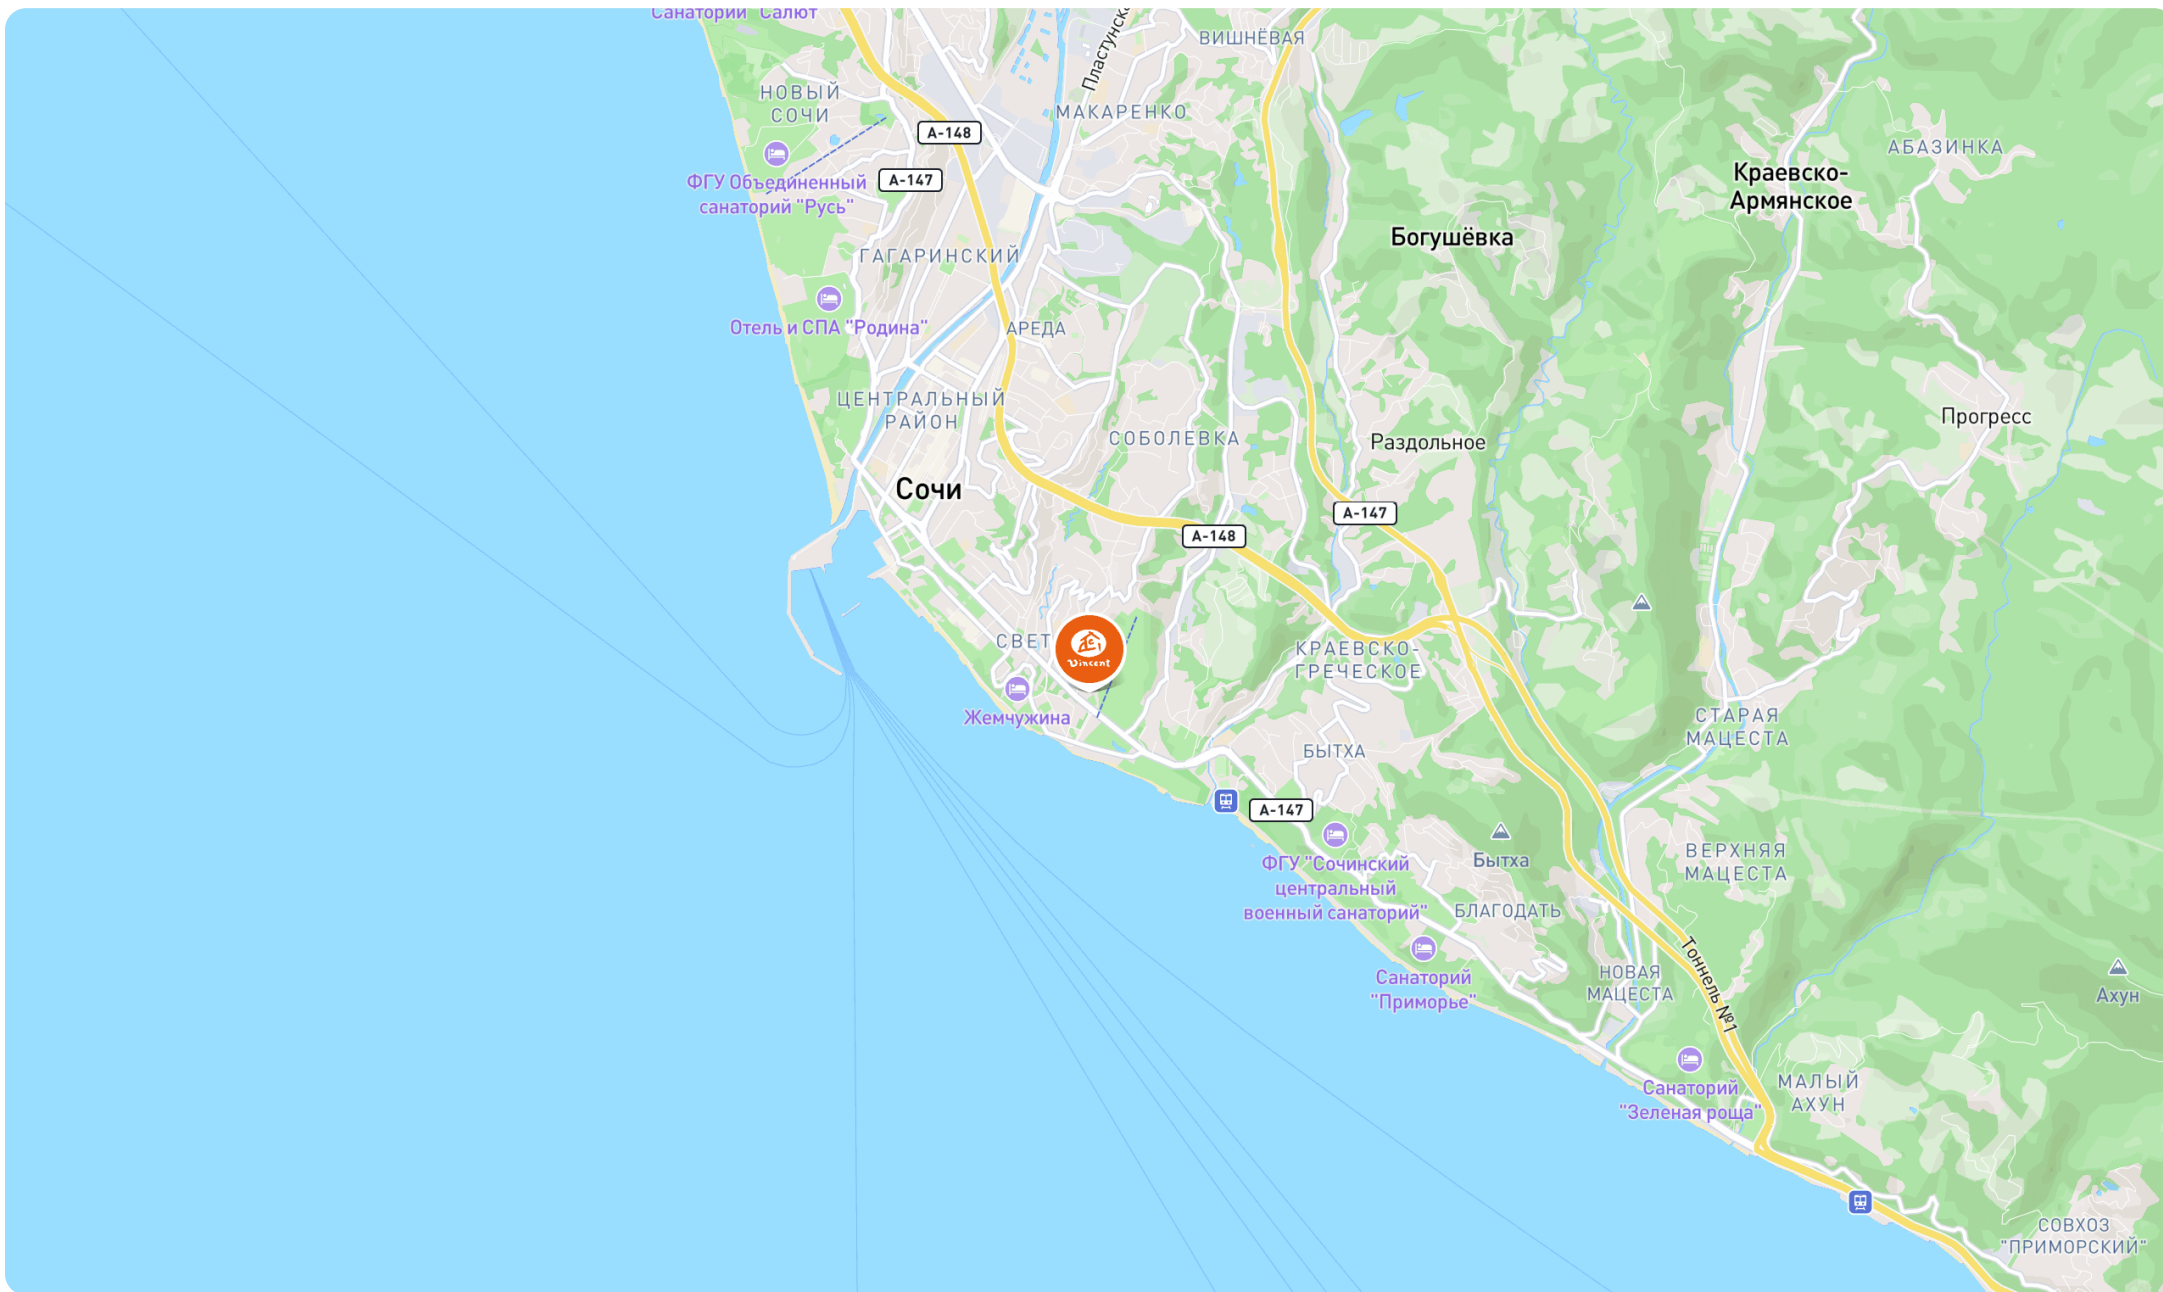 Санаторий "Салют"
ВИШНЁВАЯ
Пластунска
НОВЫЙ
СОЧИ
МАКАРЕНКО
А-148
АБАЗИНКА
ФГУ Объединенный
санаторий "Русь"
А-147
Краевско-
Армянское
Богушёвка
ГАГАРИНСКИЙ
Отель и СПА "Родина"
АРЕДА
ЦЕНТРАЛЬНЫЙ
РАЙОН
СОБОЛЕВКА
Раздольное
Прогресс
Сочи
А-147
А-148
СВЕТ
Vincent
КРАЕВСКО-
ГРЕЧЕСКОЕ
Жемчужина
СТАРАЯ
МАЦЕСТА
БЫТХА
А-147
ФГУ "Сочинский
центральный
военный санаторий"
Бытха
ВЕРХНЯЯ
МАЦЕСТА
БЛАГОДАТЬ
Санаторий
"Приморье"
НОВАЯ
МАЦЕСТА
Тоннель №1
Ахун
Санаторий
"Зеленая роща"
МАЛЫЙ
АХУН
СОВХОЗ
"ПРИМОРСКИЙ"